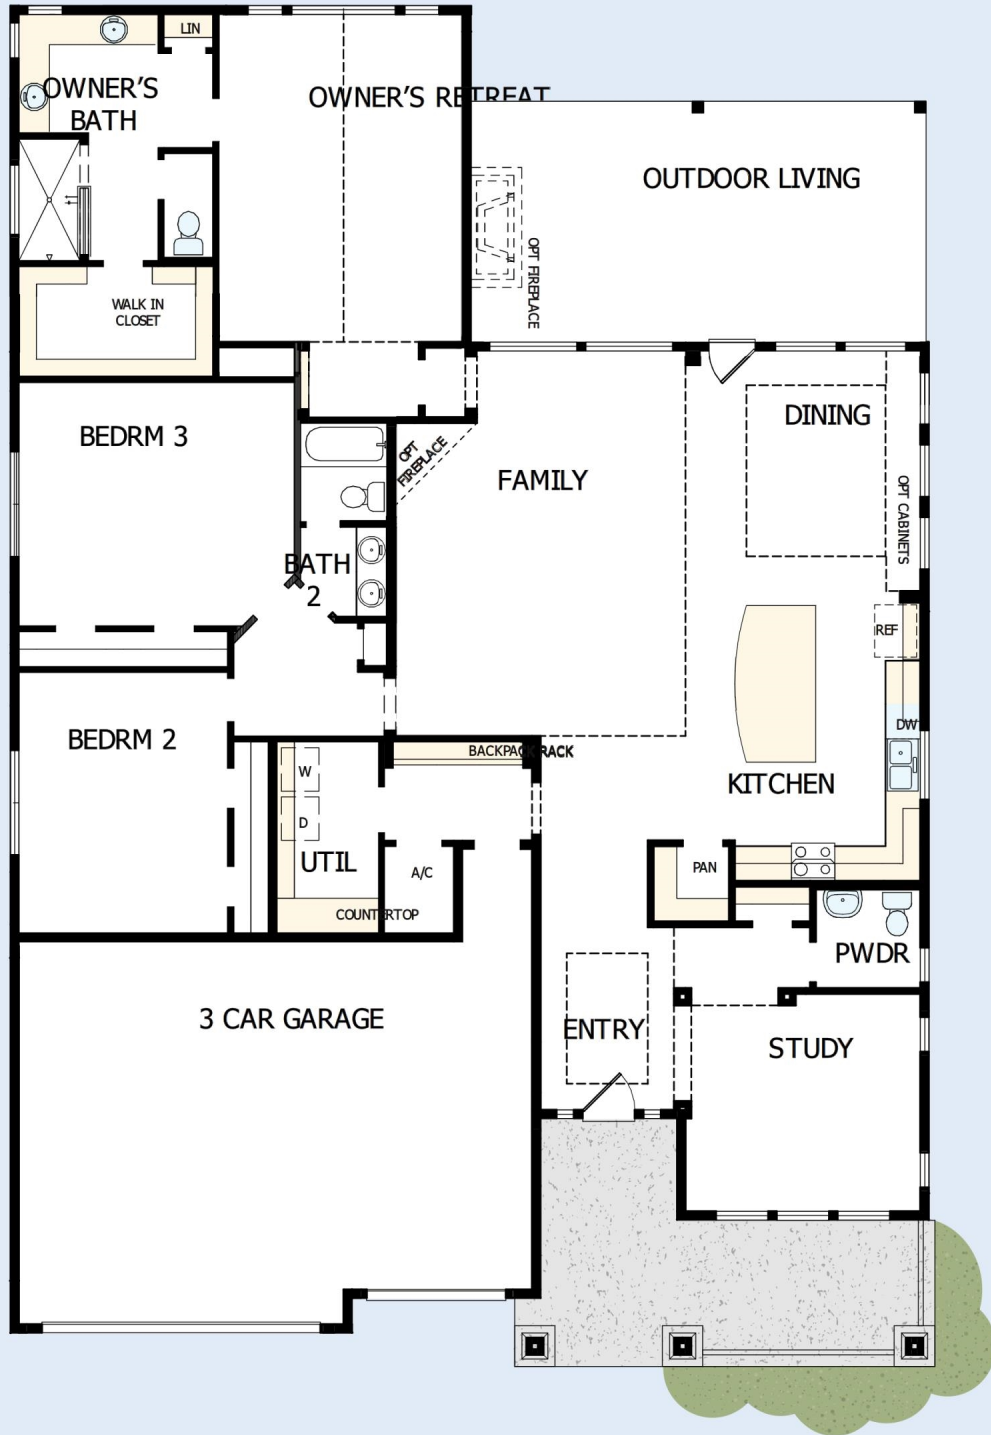 LIN
OWNER'S
BATH
OWNER'S RETREAT
OUTDOOR LIVING
OPT FIREPLACE
WALK IN
CLOSET
BEDRM 3
OPT
FIREPLACE
FAMILY
DINING
OPT CABINETS
BATH
2
REF
BEDRM 2
DW
BACKPACK RACK
W
D
KITCHEN
UTIL
A/C
PAN
COUNTERTOP
PWDR
3 CAR GARAGE
ENTRY
STUDY